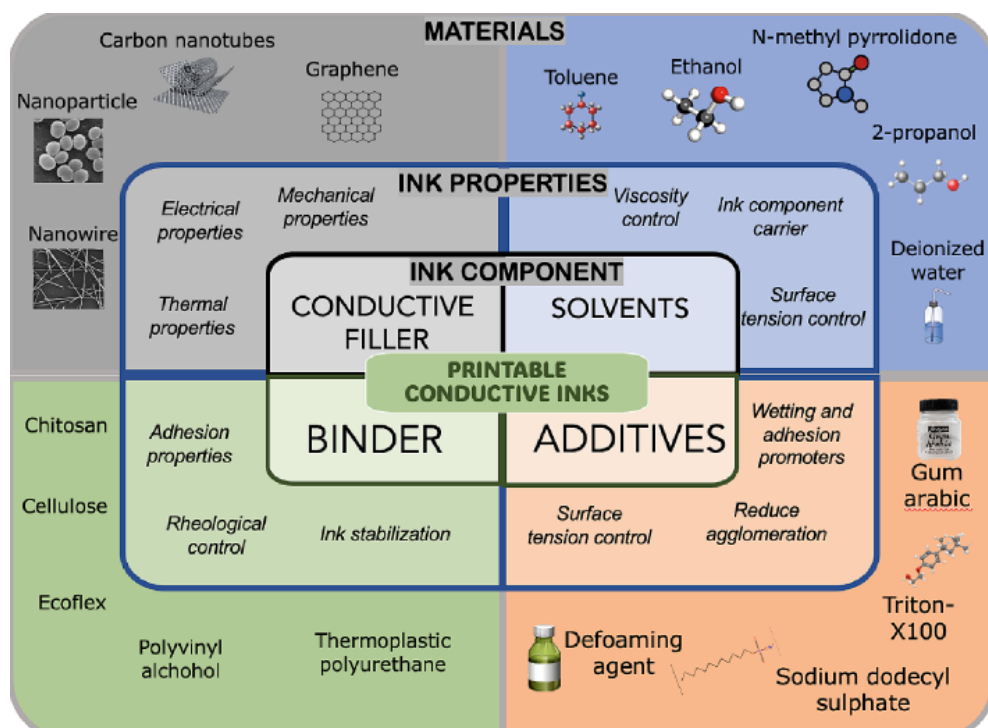 MATERIALS
Carbon nanotubes
Graphene
Nanoparticle
Nanowire
Toluene
Ethanol
N-methyl pyrrolidone
2-propanol
Deionized
water
INK PROPERTIES
Electrical
properties
Mechanical
properties
Thermal
properties
Viscosity
control
Ink component
carrier
Surface
tension control
INK COMPONENT
CONDUCTIVE
FILLER
SOLVENTS
PRINTABLE
CONDUCTIVE INKS
BINDER
ADDITIVES
Adhesion
properties
Rheological
control
Ink stabilization
Wetting and
adhesion
promoters
Surface
tension control
Reduce
agglomeration
Chitosan
Cellulose
Ecoflex
Polyvinyl
alchohol
Thermoplastic
polyurethane
Gum
arabic
Triton-
X100
Defoaming
agent
Sodium dodecyl
sulphate